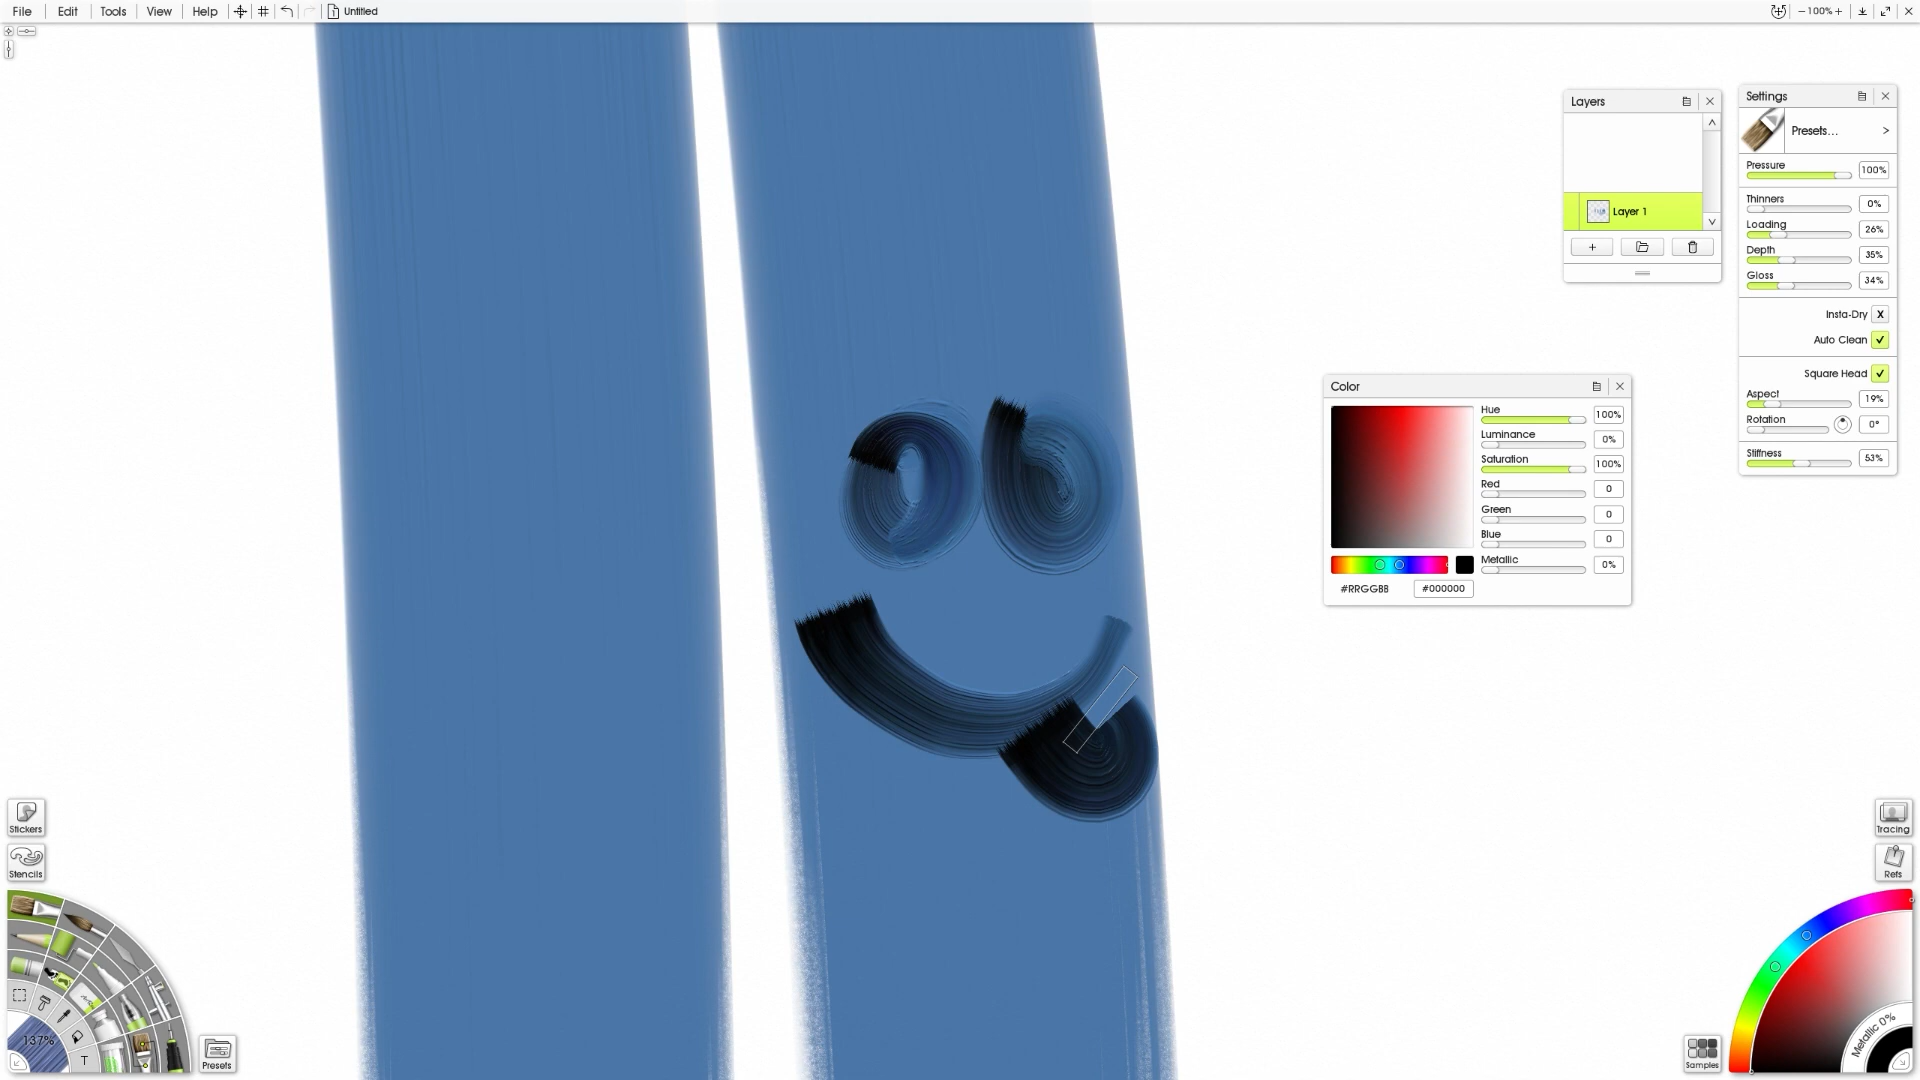 File Edit Tools View Help Untitled −100%+
Layers
Layer 1
+
Settings
Presets... >
Pressure 100%
Thinners 0%
Loading 26%
Depth 35%
Gloss 34%
Insta-Dry X
Auto Clean
Square Head
Aspect 19%
Rotation 0°
Stiffness 53%
Color
Hue 100%
Luminance 0%
Saturation 100%
Red 0
Green 0
Blue 0
Metallic 0%
#RRGGBB #000000
Stickers
Stencils
137%
T
Presets
Tracing
Refs
Samples
Metallic 0%